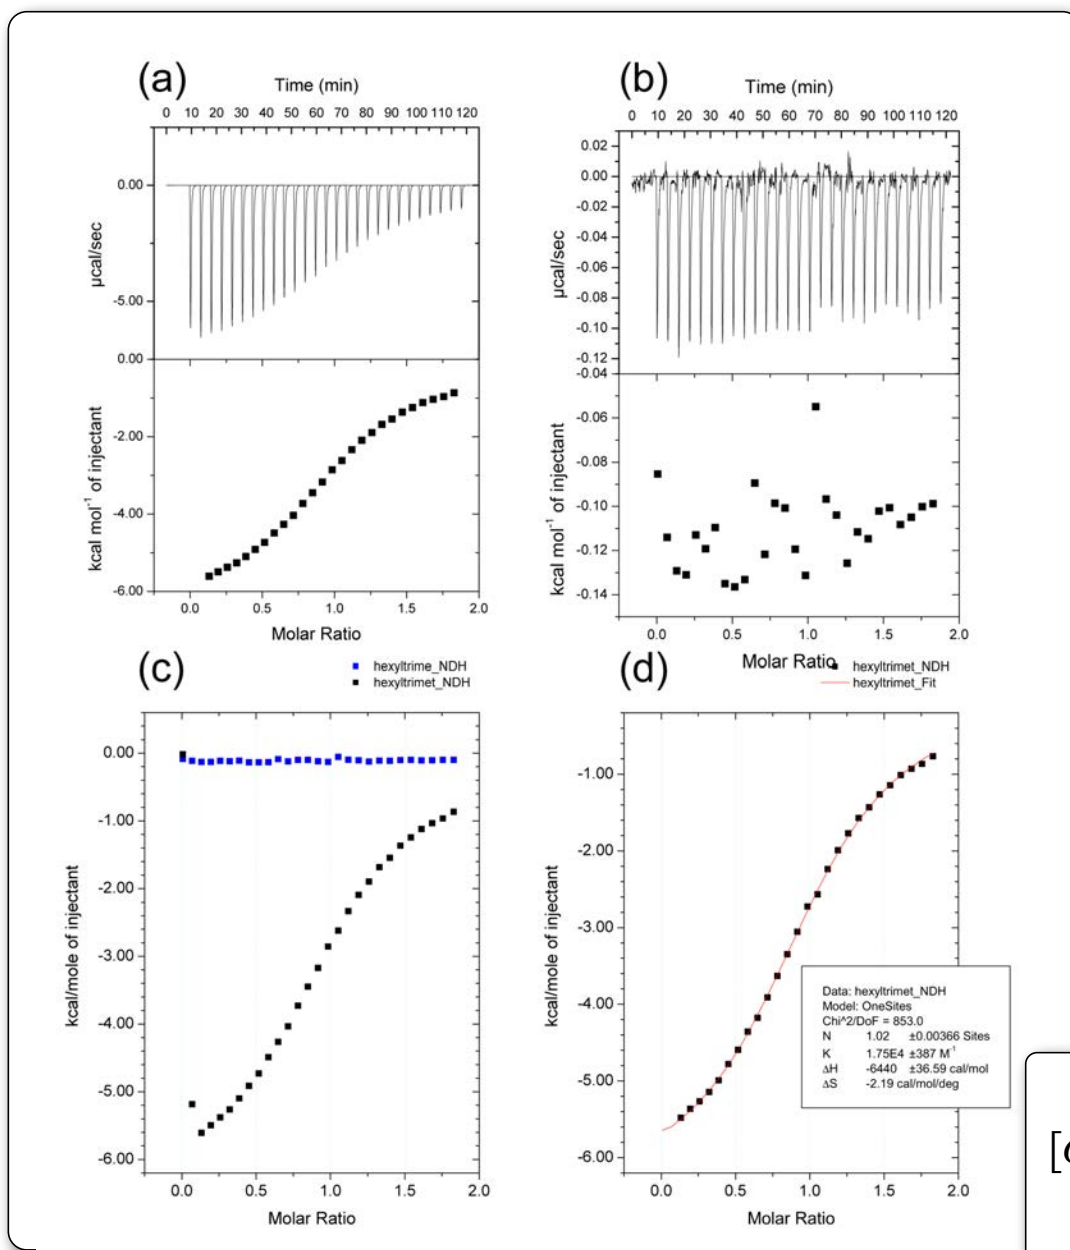 (a)
Time (min)
0 10 20 30 40 50 60 70 80 90 100 110 120
0.00
-5.00
µcal/sec
0.00
-2.00
-4.00
-6.00
kcal mol⁻¹ of injectant
0.0 0.5 1.0 1.5 2.0
Molar Ratio
(b)
Time (min)
0 10 20 30 40 50 60 70 80 90 100 110 120
0.02
0.00
-0.02
-0.04
-0.06
-0.08
-0.10
-0.12
µcal/sec
-0.04
-0.06
-0.08
-0.10
-0.12
-0.14
kcal mol⁻¹ of injectant
0.0 0.5 1.0 1.5 2.0
Molar Ratio
(c)
hexyltrime_NDH
hexyltrimet_NDH
0.00
-1.00
-2.00
-3.00
-4.00
-5.00
-6.00
kcal/mole of injectant
0.0 0.5 1.0 1.5 2.0
Molar Ratio
(d)
hexyltrimet_NDH
hexyltrimet_Fit
-1.00
-2.00
-3.00
-4.00
-5.00
-6.00
kcal/mole of injectant
Data: hexyltrimet_NDH
Model: OneSites
Chi^2/DoF = 853.0
N 1.02 ±0.00366 Sites
K 1.75E4 ±387 M⁻¹
ΔH -6440 ±36.59 cal/mol
ΔS -2.19 cal/mol/deg
0.0 0.5 1.0 1.5 2.0
Molar Ratio
[